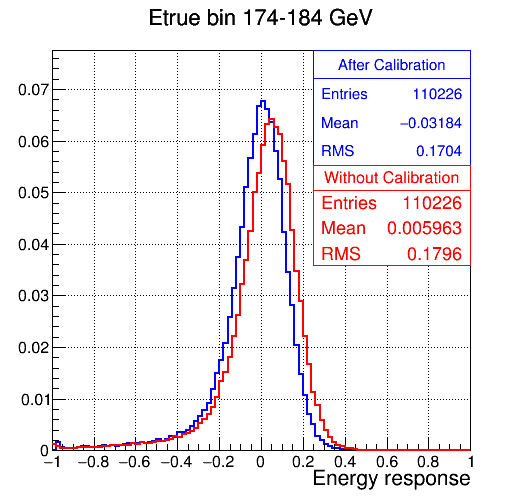 Etrue bin 174-184 GeV
After Calibration
Entries 110226
Mean −0.03184
RMS 0.1704
Without Calibration
Entries 110226
Mean 0.005963
RMS 0.1796
0.07
0.06
0.05
0.04
0.03
0.02
0.01
0
−1 −0.8 −0.6 −0.4 −0.2 0 0.2 0.4 0.6 0.8 1
Energy response